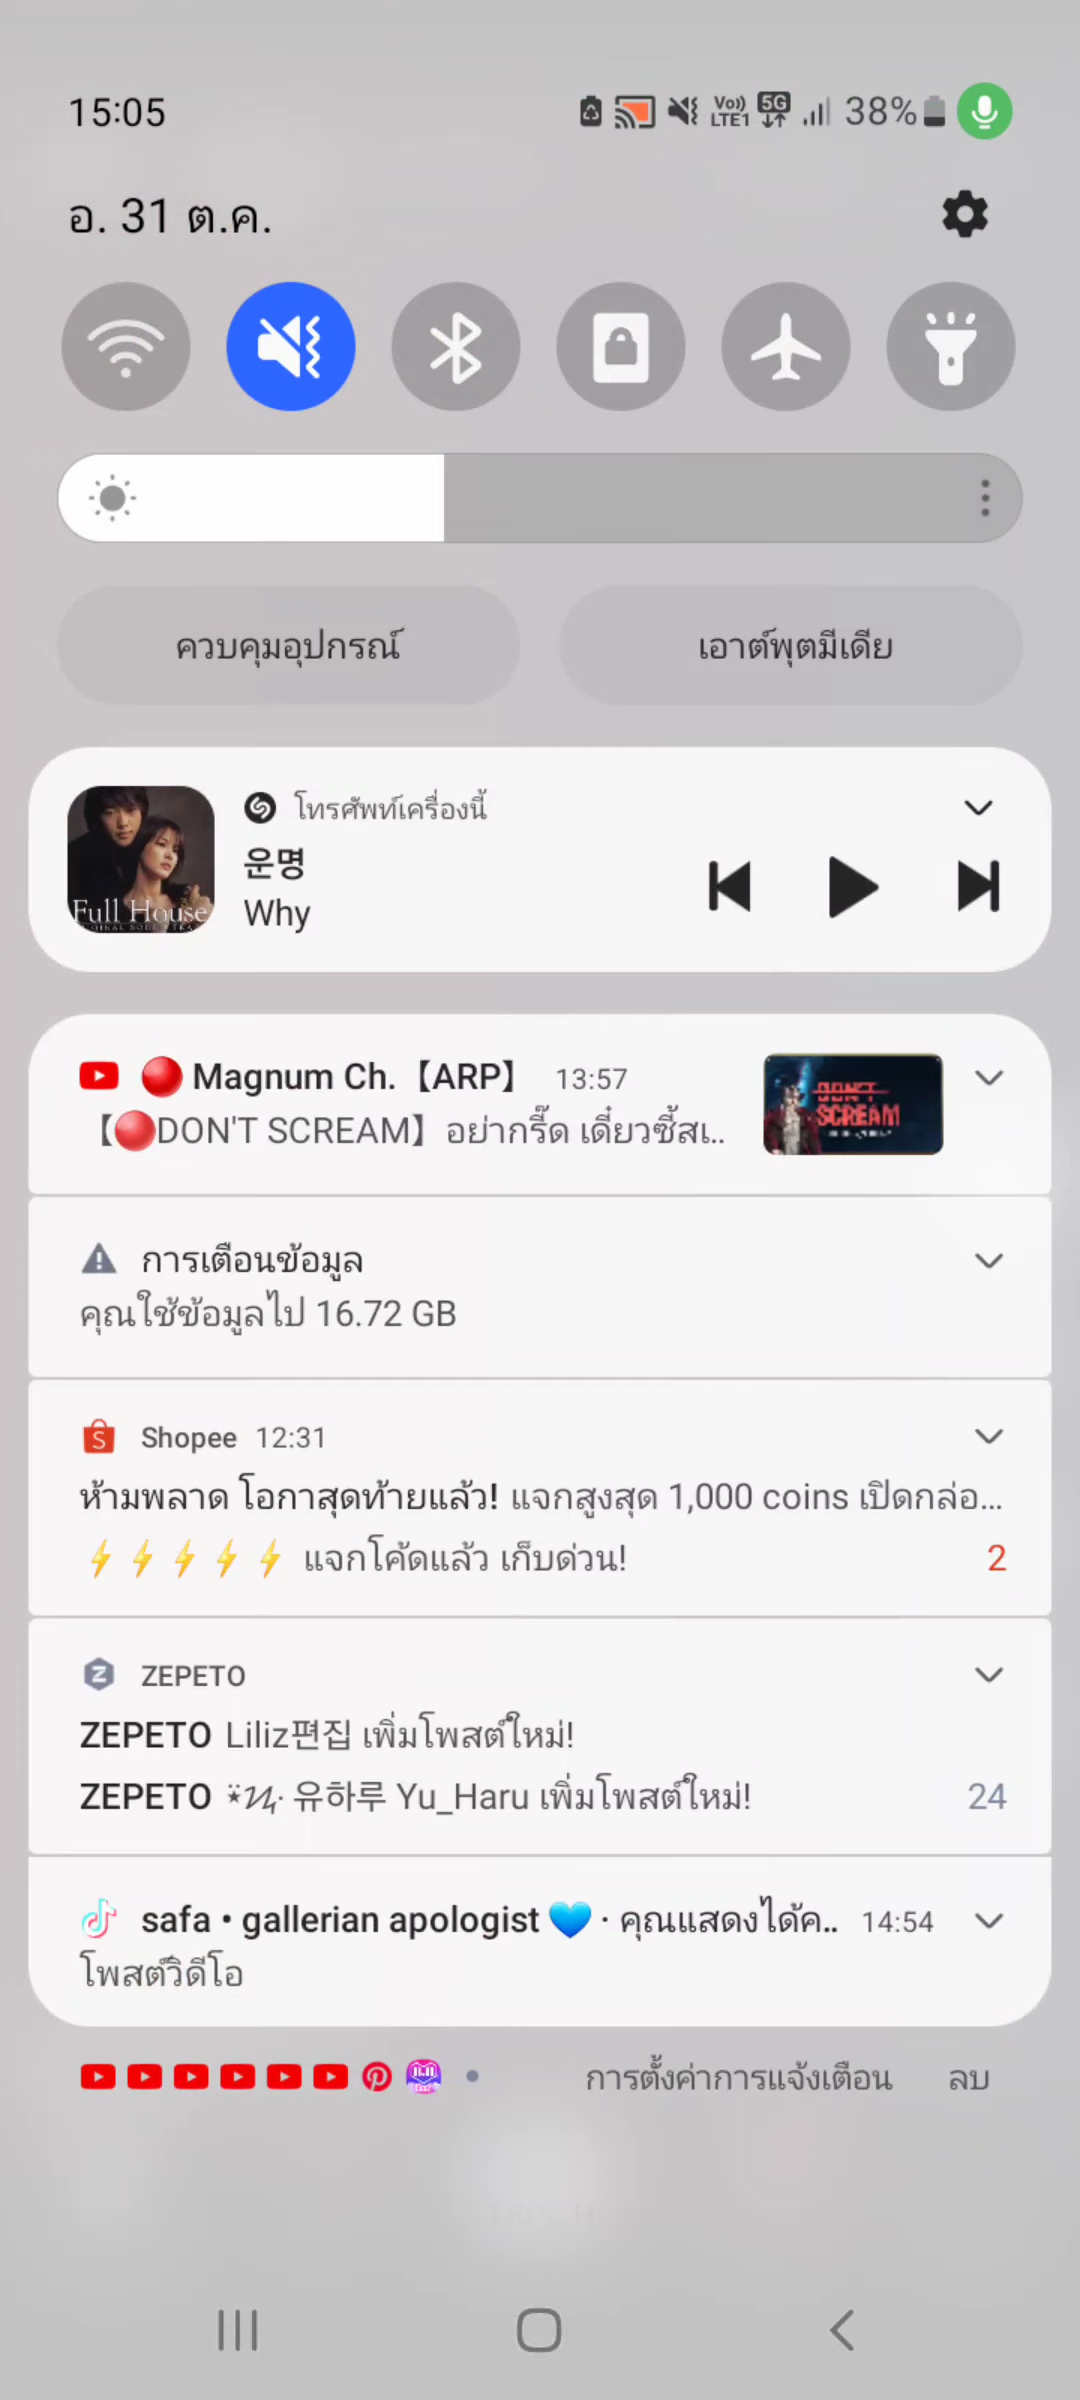 15:05
Vo)) LTE1 5G 38%
อ. 31 ต.ค.
ควบคุมอุปกรณ์
เอาต์พุตมีเดีย
โทรศัพท์เครื่องนี้
운명
Why
Full House
🔴 Magnum Ch.【ARP】 13:57
【🔴DON'T SCREAM】อย่ากรี๊ด เดี๋ยวซี้สเ...
DON'T
SCREAM
การเตือนข้อมูล
คุณใช้ข้อมูลไป 16.72 GB
Shopee 12:31
ห้ามพลาด โอกาสุดท้ายแล้ว! แจกสูงสุด 1,000 coins เปิดกล่อ...
⚡⚡⚡⚡⚡ แจกโค้ดแล้ว เก็บด่วน! 2
ZEPETO
ZEPETO Liliz편집 เพิ่มโพสต์ใหม่!
ZEPETO 유하루 Yu_Haru เพิ่มโพสต์ใหม่! 24
safa • gallerian apologist 💙 · คุณแสดงได้ค... 14:54
โพสต์วิดีโอ
การตั้งค่าการแจ้งเตือน ลบ